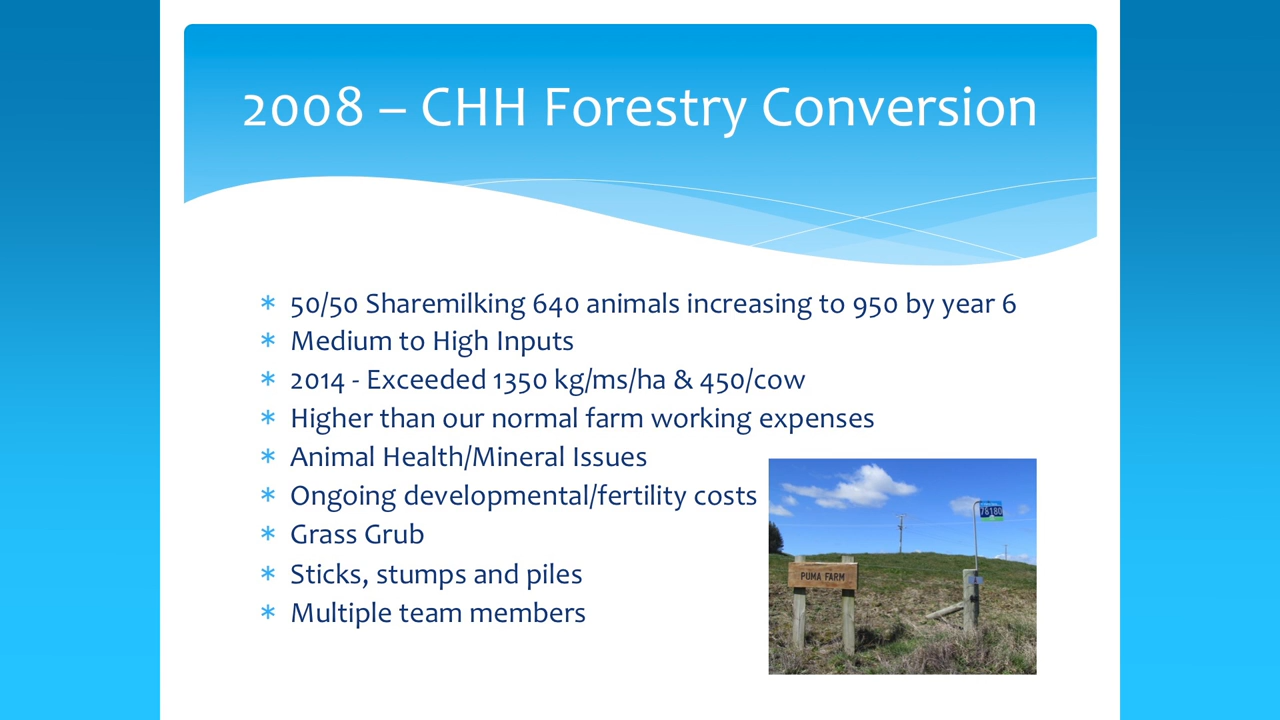 2008 – CHH Forestry Conversion
* 50/50 Sharemilking 640 animals increasing to 950 by year 6
* Medium to High Inputs
* 2014 - Exceeded 1350 kg/ms/ha & 450/cow
* Higher than our normal farm working expenses
* Animal Health/Mineral Issues
* Ongoing developmental/fertility costs
* Grass Grub
* Sticks, stumps and piles
* Multiple team members
PUMA FARM
76180